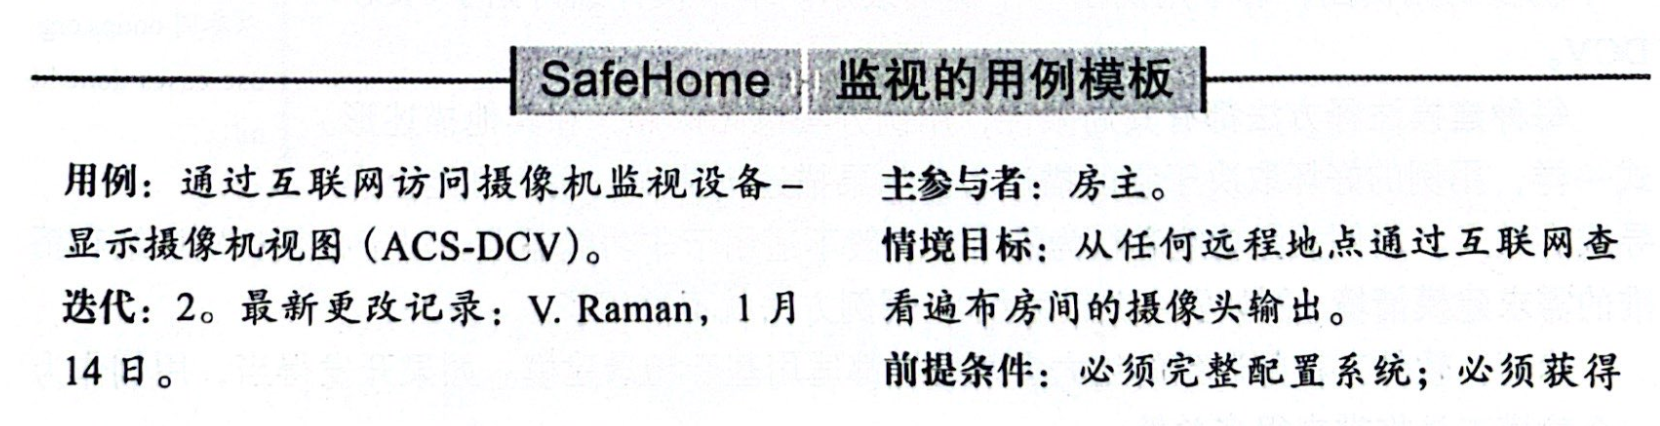 SafeHome 监视的用例模板
用例：通过互联网访问摄像机监视设备–
显示摄像机视图（ACS-DCV）。
迭代：2。最新更改记录：V. Raman，1 月
14 日。
主参与者：房主。
情境目标：从任何远程地点通过互联网查
看遍布房间的摄像头输出。
前提条件：必须完整配置系统；必须获得